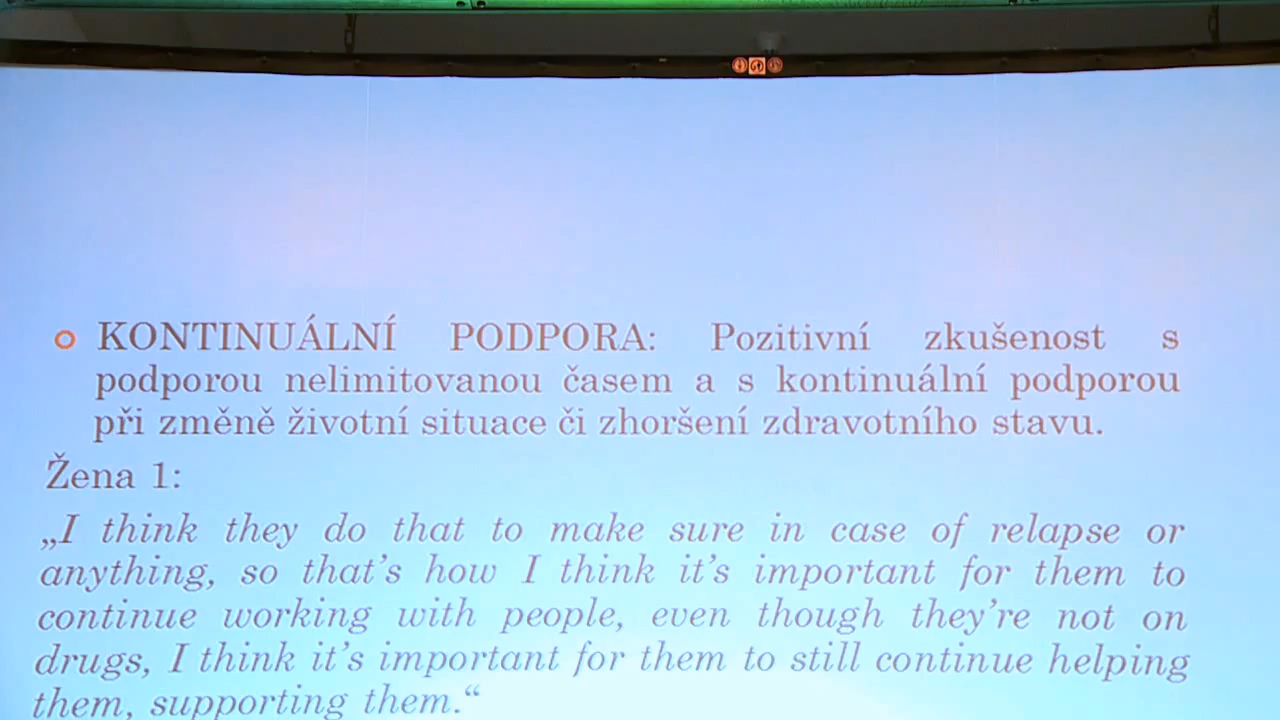 KONTINUÁLNÍ PODPORA: Pozitivní zkušenost s
podporou nelimitovanou časem a s kontinuální podporou
při změně životní situace či zhoršení zdravotního stavu.
Žena 1:
„I think they do that to make sure in case of relapse or
anything, so that’s how I think it’s important for them to
continue working with people, even though they’re not on
drugs, I think it’s important for them to still continue helping
them, supporting them.“